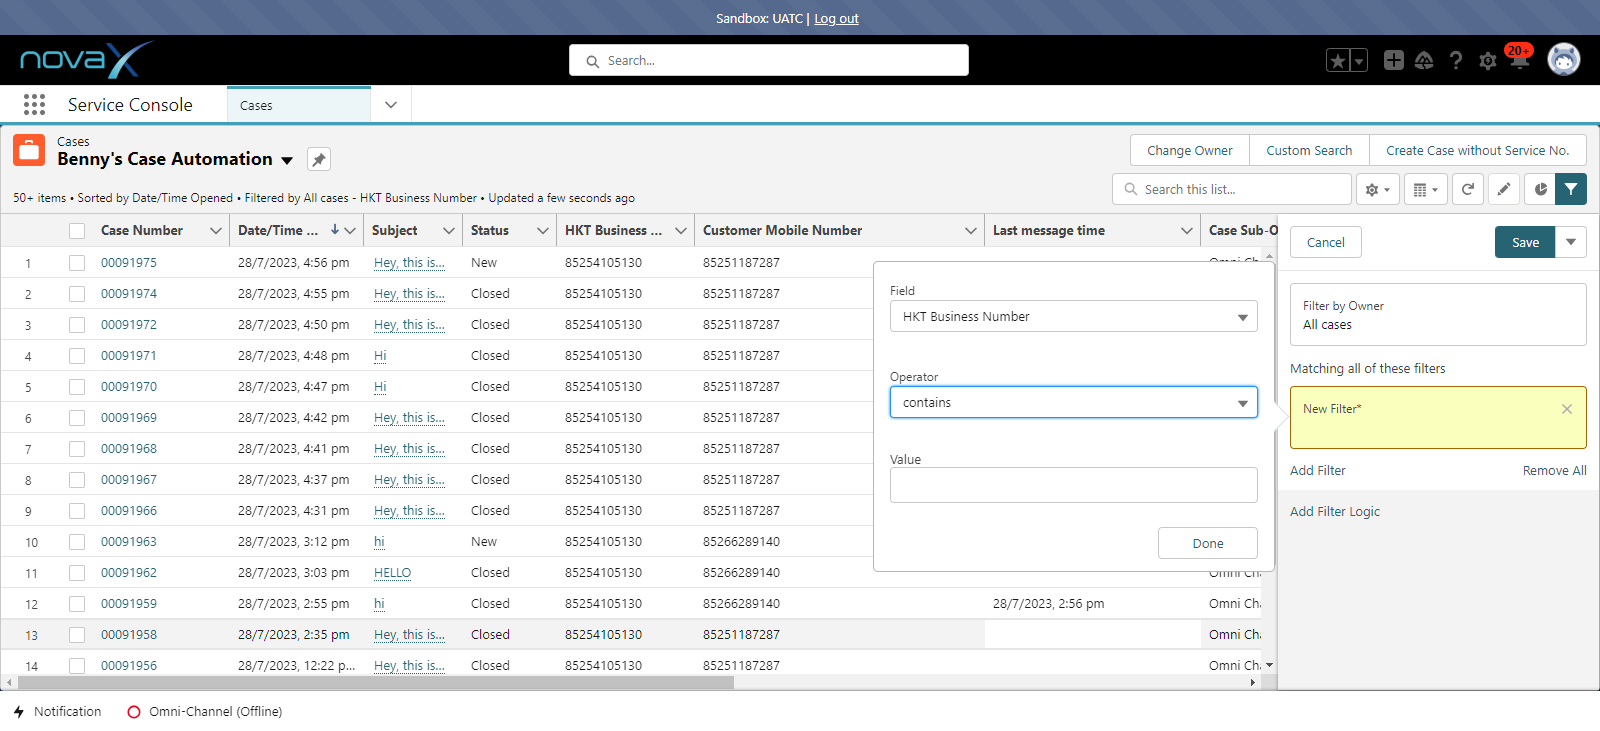 Sandbox: UATC | Log out
novax
Search...
20+
Service Console
Cases
Cases
Benny's Case Automation
Change Owner
Custom Search
Create Case without Service No.
50+ items • Sorted by Date/Time Opened • Filtered by All cases - HKT Business Number • Updated a few seconds ago
Search this list...
Case Number Date/Time ... Subject Status HKT Business ... Customer Mobile Number Last message time Case Sub-O
1 00091975 28/7/2023, 4:56 pm Hey, this is... New 85254105130 85251187287
2 00091974 28/7/2023, 4:55 pm Hey, this is... Closed 85254105130 85251187287
3 00091972 28/7/2023, 4:50 pm Hey, this is... Closed 85254105130 85251187287
4 00091971 28/7/2023, 4:48 pm Hi Closed 85254105130 85251187287
5 00091970 28/7/2023, 4:47 pm Hi Closed 85254105130 85251187287
6 00091969 28/7/2023, 4:42 pm Hey, this is... Closed 85254105130 85251187287
7 00091968 28/7/2023, 4:41 pm Hey, this is... Closed 85254105130 85251187287
8 00091967 28/7/2023, 4:37 pm Hey, this is... Closed 85254105130 85251187287
9 00091966 28/7/2023, 4:31 pm Hey, this is... Closed 85254105130 85251187287
10 00091963 28/7/2023, 3:12 pm hi New 85254105130 85266289140
11 00091962 28/7/2023, 3:03 pm HELLO Closed 85254105130 85266289140
12 00091959 28/7/2023, 2:55 pm hi Closed 85254105130 85266289140 28/7/2023, 2:56 pm Omni Cha
13 00091958 28/7/2023, 2:35 pm Hey, this is... Closed 85254105130 85251187287 Omni Cha
14 00091956 28/7/2023, 12:22 p... Hey, this is... Closed 85254105130 85251187287 Omni Ch
Field
HKT Business Number
Operator
contains
Value
Done
Cancel
Save
Filter by Owner
All cases
Matching all of these filters
New Filter*
Add Filter
Remove All
Add Filter Logic
Notification
Omni-Channel (Offline)